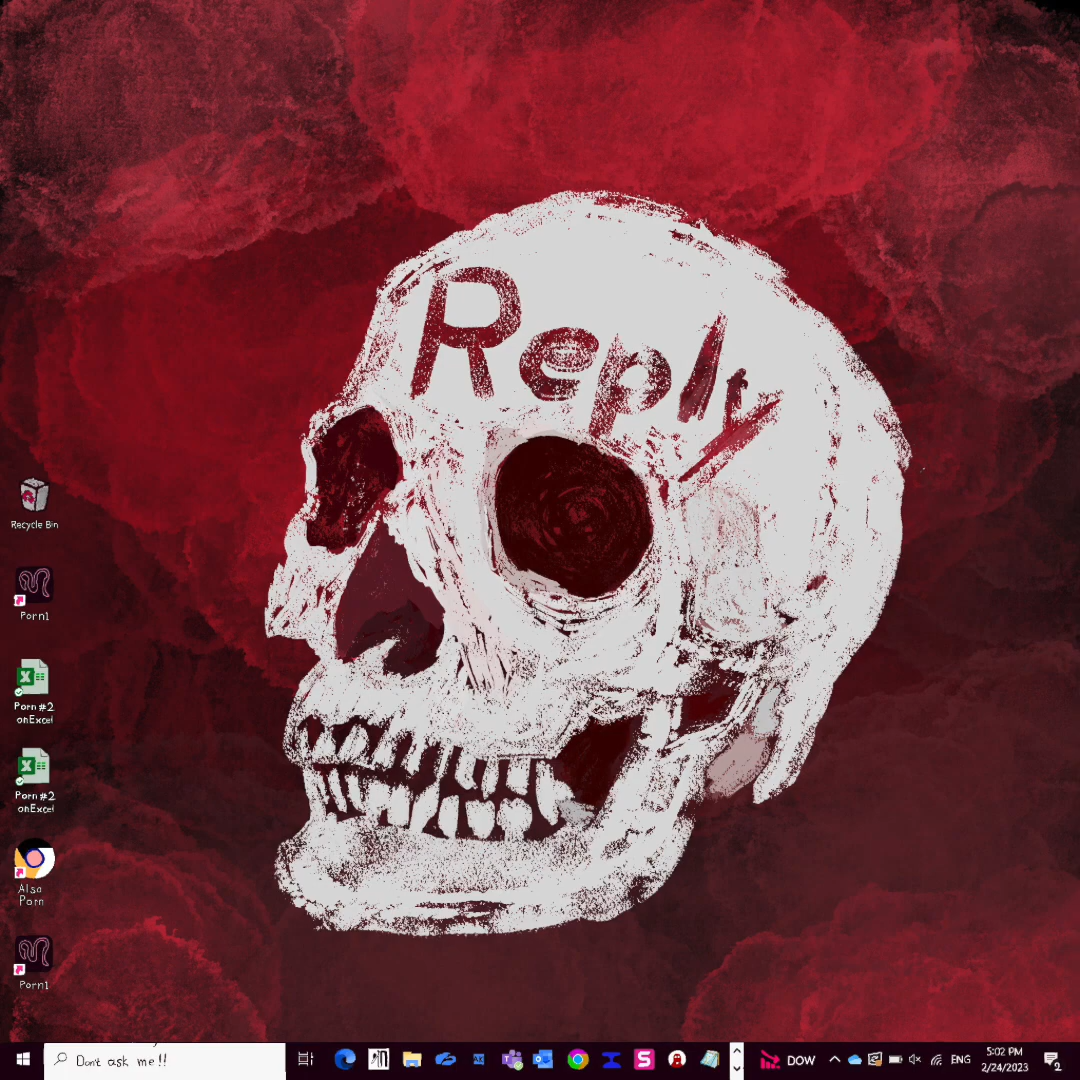 Reply
Recycle Bin
Porn1
Porn #2
onExcel
Porn #2
onExcel
Also
Porn
Porn1
Don't ask me!!
DOW
ENG
5:02 PM
2/24/2023
2